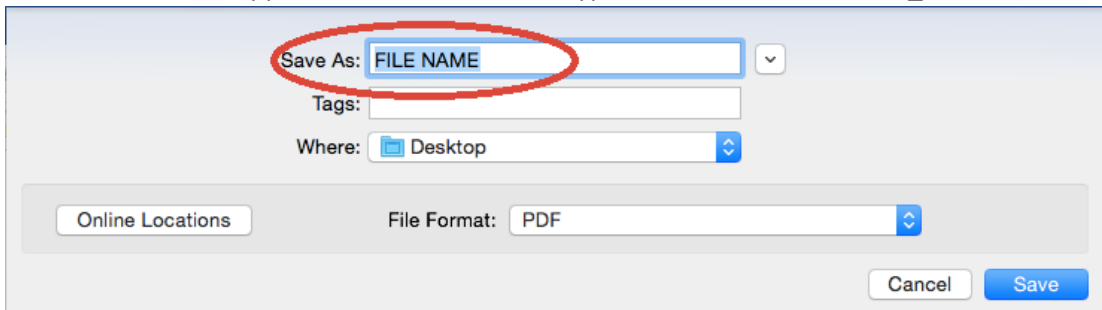 Save As: FILE NAME
Tags:
Where: Desktop
Online Locations File Format: PDF
Cancel Save